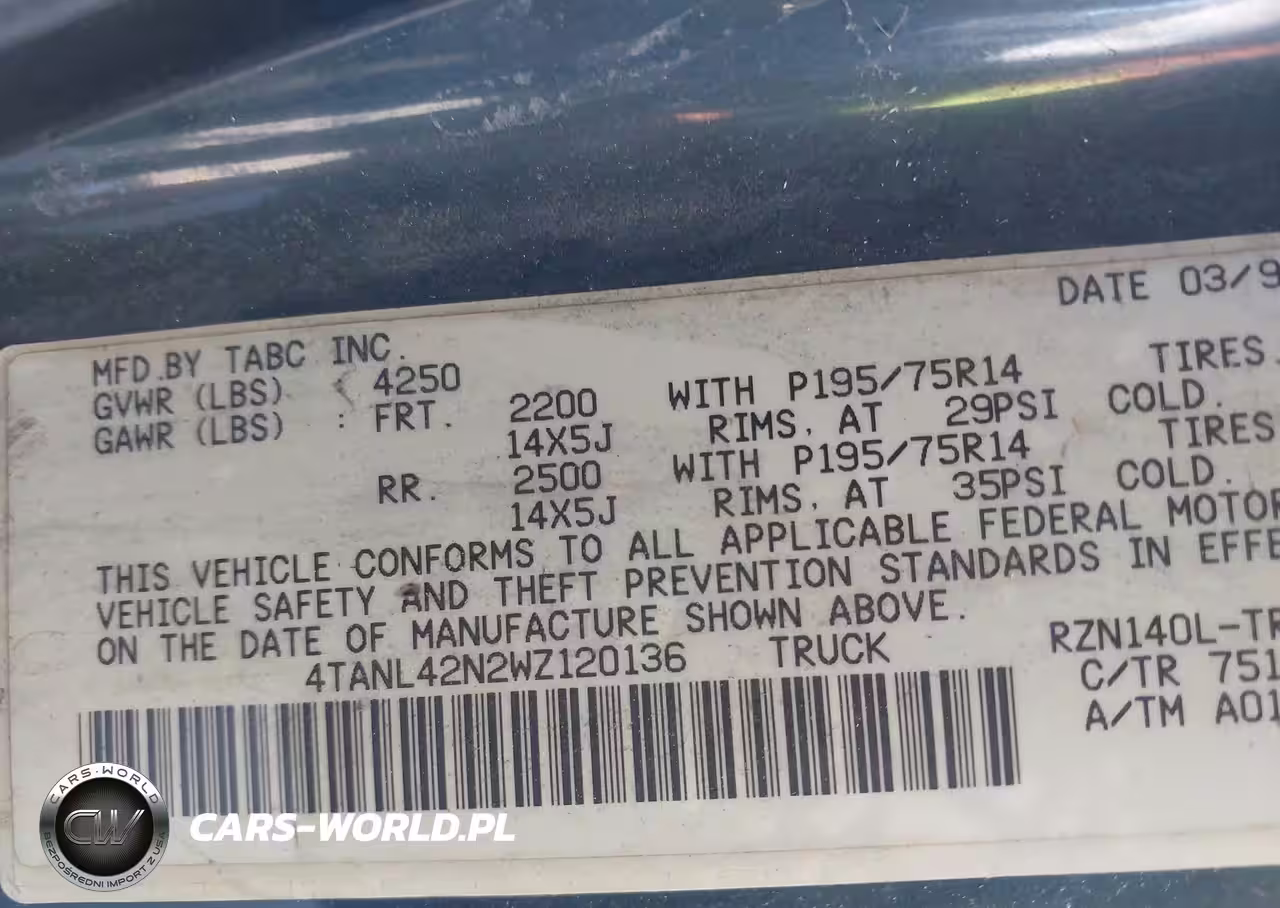 DATE 03/9
MFD.BY TABC INC.
GVWR (LBS) : 4250
GAWR (LBS) : FRT. 2200 WITH P195/75R14 TIRES.
14X5J RIMS, AT 29PSI COLD.
RR. 2500 WITH P195/75R14 TIRES
14X5J RIMS, AT 35PSI COLD.
THIS VEHICLE CONFORMS TO ALL APPLICABLE FEDERAL MOTOR
VEHICLE SAFETY AND THEFT PREVENTION STANDARDS IN EFFE
ON THE DATE OF MANUFACTURE SHOWN ABOVE.
4TANL42N2WZ120136 TRUCK RZN140L-TR
C/TR 751
A/TM A01
CARS-WORLD
CW
BEZPOŚREDNI IMPORT Z USA
CARS-WORLD.PL